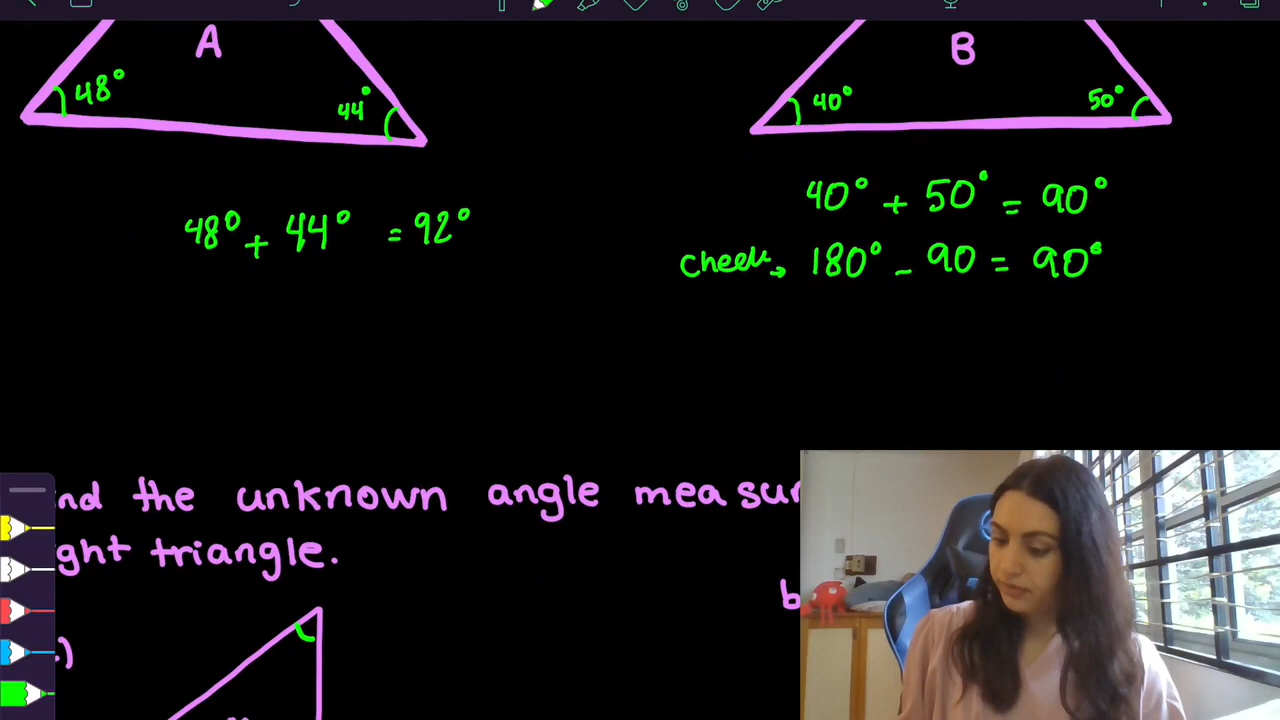 A
48°
44°
48° + 44° = 92°
B
40°
50°
40° + 50° = 90°
Check → 180° - 90 = 90°
nd the unknown angle measur
ght triangle.
.)
b